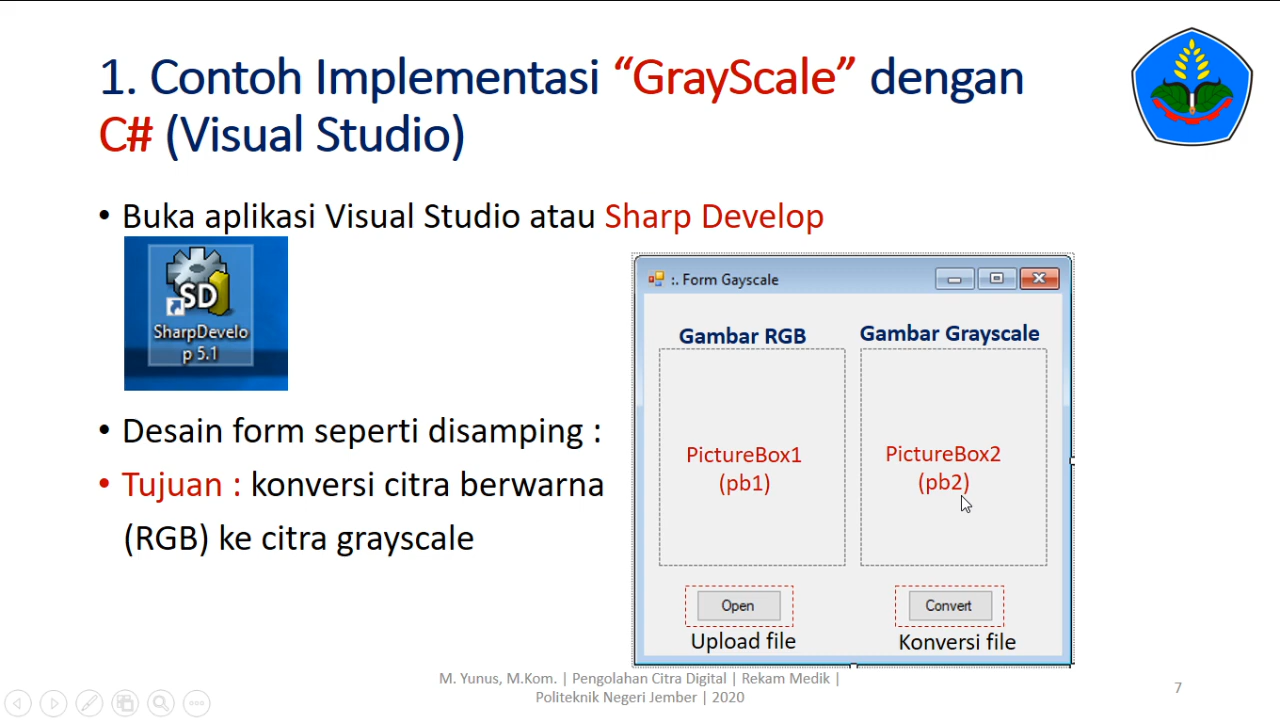 1. Contoh Implementasi “GrayScale” dengan
C# (Visual Studio)
• Buka aplikasi Visual Studio atau Sharp Develop
SD
SharpDevelo
p 5.1
• Desain form seperti disamping :
• Tujuan : konversi citra berwarna
(RGB) ke citra grayscale
:. Form Gayscale
Gambar RGB
Gambar Grayscale
PictureBox1
(pb1)
PictureBox2
(pb2)
Open
Convert
Upload file
Konversi file
M. Yunus, M.Kom. | Pengolahan Citra Digital | Rekam Medik |
Politeknik Negeri Jember | 2020
7